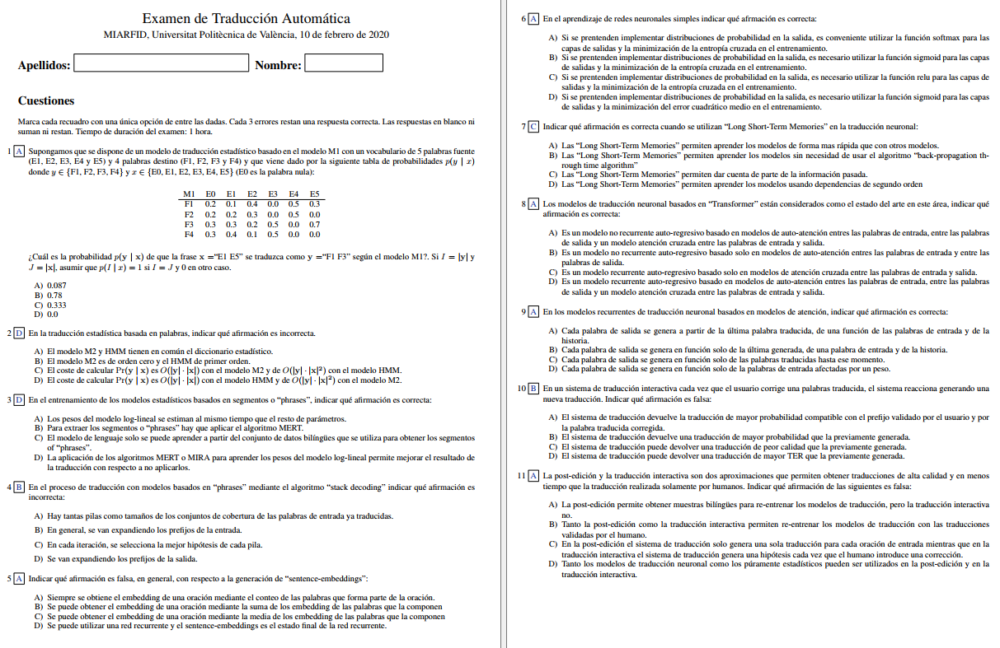 Examen de Traducción Automática
MIARFID, Universitat Politècnica de València, 10 de febrero de 2020
Apellidos: Nombre:
Cuestiones
Marca cada recuadro con una única opción de entre las dadas. Cada 3 errores restan una respuesta correcta. Las respuestas en blanco ni
suman ni restan. Tiempo de duración del examen: 1 hora.
1 A Supongamos que se dispone de un modelo de traducción estadístico basado en el modelo M1 con un vocabulario de 5 palabras fuente
(E1, E2, E3, E4 y E5) y 4 palabras destino (F1, F2, F3 y F4) y que viene dado por la siguiente tabla de probabilidades p(y | x)
donde y ∈ {F1, F2, F3, F4} y x ∈ {E0, E1, E2, E3, E4, E5} (E0 es la palabra nula):
M1 E0 E1 E2 E3 E4 E5
F1 0.2 0.1 0.4 0.0 0.5 0.3
F2 0.2 0.2 0.3 0.0 0.5 0.0
F3 0.3 0.3 0.2 0.5 0.0 0.7
F4 0.3 0.4 0.1 0.5 0.0 0.0
¿Cuál es la probabilidad p(y | x) de que la frase x =“E1 E5” se traduzca como y =“F1 F3” según el modelo M1?. Si I = |y| y
J = |x|, asumir que p(I | x) = 1 si I = J y 0 en otro caso.
A) 0.087
B) 0.78
C) 0.333
D) 0.0
2 D En la traducción estadística basada en palabras, indicar qué afirmación es incorrecta.
A) El modelo M2 y HMM tienen en común el diccionario estadístico.
B) El modelo M2 es de orden cero y el HMM de primer orden.
C) El coste de calcular Pr(y | x) es O(|y| · |x|) con el modelo M2 y de O(|y| · |x|²) con el modelo HMM.
D) El coste de calcular Pr(y | x) es O(|y| · |x|) con el modelo HMM y de O(|y| · |x|²) con el modelo M2.
3 D En el entrenamiento de los modelos estadísticos basados en segmentos o “phrases”, indicar qué afirmación es correcta:
A) Los pesos del modelo log-lineal se estiman al mismo tiempo que el resto de parámetros.
B) Para extraer los segmentos o “phrases” hay que aplicar el algoritmo MERT.
C) El modelo de lenguaje solo se puede aprender a partir del conjunto de datos bilingües que se utiliza para obtener los segmentos
of “phrases”.
D) La aplicación de los algoritmos MERT o MIRA para aprender los pesos del modelo log-lineal permite mejorar el resultado de
la traducción con respecto a no aplicarlos.
4 B En el proceso de traducción con modelos basados en “phrases” mediante el algoritmo “stack decoding” indicar qué afirmación es
incorrecta:
A) Hay tantas pilas como tamaños de los conjuntos de cobertura de las palabras de entrada ya traducidas.
B) En general, se van expandiendo los prefijos de la entrada.
C) En cada iteración, se selecciona la mejor hipótesis de cada pila.
D) Se van expandiendo los prefijos de la salida.
5 A Indicar qué afirmación es falsa, en general, con respecto a la generación de “sentence-embeddings”:
A) Siempre se obtiene el embedding de una oración mediante el conteo de las palabras que forma parte de la oración.
B) Se puede obtener el embedding de una oración mediante la suma de los embedding de las palabras que la componen
C) Se puede obtener el embedding de una oración mediante la media de los embedding de las palabras que la componen
D) Se puede utilizar una red recurrente y el sentence-embeddings es el estado final de la red recurrente.
6 A En el aprendizaje de redes neuronales simples indicar qué afirmación es correcta:
A) Si se prentenden implementar distribuciones de probabilidad en la salida, es conveniente utilizar la función softmax para las
capas de salidas y la minimización de la entropía cruzada en el entrenamiento.
B) Si se prentenden implementar distribuciones de probabilidad en la salida, es necesario utilizar la función sigmoid para las capas
de salidas y la minimización de la entropía cruzada en el entrenamiento.
C) Si se prentenden implementar distribuciones de probabilidad en la salida, es necesario utilizar la función relu para las capas de
salidas y la minimización de la entropía cruzada en el entrenamiento.
D) Si se prentenden implementar distribuciones de probabilidad en la salida, es necesario utilizar la función sigmoid para las capas
de salidas y la minimización del error cuadrático medio en el entrenamiento.
7 C Indicar qué afirmación es correcta cuando se utilizan “Long Short-Term Memories” en la traducción neuronal:
A) Las “Long Short-Term Memories” permiten aprender los modelos de forma mas rápida que con otros modelos.
B) Las “Long Short-Term Memories” permiten aprender los modelos sin necesidad de usar el algoritmo “back-propagation th-
rough time algorithm”
C) Las “Long Short-Term Memories” permiten dar cuenta de parte de la información pasada.
D) Las “Long Short-Term Memories” permiten aprender los modelos usando dependencias de segundo orden
8 A Los modelos de traducción neuronal basados en “Transformer” están considerados como el estado del arte en este área, indicar qué
afirmación es correcta:
A) Es un modelo no recurrente auto-regresivo basado en modelos de auto-atención entres las palabras de entrada, entre las palabras
de salida y un modelo atención cruzada entre las palabras de entrada y salida.
B) Es un modelo no recurrente auto-regresivo basado solo en modelos de auto-atención entres las palabras de entrada y entre las
palabras de salida.
C) Es un modelo recurrente auto-regresivo basado solo en modelos de atención cruzada entre las palabras de entrada y salida.
D) Es un modelo recurrente auto-regresivo basado en modelos de auto-atención entres las palabras de entrada, entre las palabras
de salida y un modelo atención cruzada entre las palabras de entrada y salida.
9 A En los modelos recurrentes de traducción neuronal basados en modelos de atención, indicar qué afirmación es correcta:
A) Cada palabra de salida se genera a partir de la última palabra traducida, de una función de las palabras de entrada y de la
historia.
B) Cada palabra de salida se genera en función solo de la última generada, de una palabra de entrada y de la historia.
C) Cada palabra de salida se genera en función solo de las palabras traducidas hasta ese momento.
D) Cada palabra de salida se genera en función solo de la palabras de entrada afectadas por un peso.
10 B En un sistema de traducción interactiva cada vez que el usuario corrige una palabras traducida, el sistema reacciona generando una
nueva traducción. Indicar qué afirmación es falsa:
A) El sistema de traducción devuelve la traducción de mayor probabilidad compatible con el prefijo validado por el usuario y por
la palabra traducida corregida.
B) El sistema de traducción devuelve una traducción de mayor probabilidad que la previamente generada.
C) El sistema de traducción puede devolver una traducción de peor calidad que la previamente generada.
D) El sistema de traducción puede devolver una traducción de mayor TER que la previamente generada.
11 A La post-edición y la traducción interactiva son dos aproximaciones que permiten obtener traducciones de alta calidad y en menos
tiempo que la traducción realizada solamente por humanos. Indicar qué afirmación de las siguientes es falsa:
A) La post-edición permite obtener muestras bilíngües para re-entrenar los modelos de traducción, pero la traducción interactiva
no.
B) Tanto la post-edición como la traducción interactiva permiten re-entrenar los modelos de traducción con las traducciones
validadas por el humano.
C) En la post-edición el sistema de traducción solo genera una sola traducción para cada oración de entrada mientras que en la
traducción interactiva el sistema de traducción genera una hipótesis cada vez que el humano introduce una corrección.
D) Tanto los modelos de traducción neuronal como los púramente estadísticos pueden ser utilizados en la post-edición y en la
traducción interactiva.